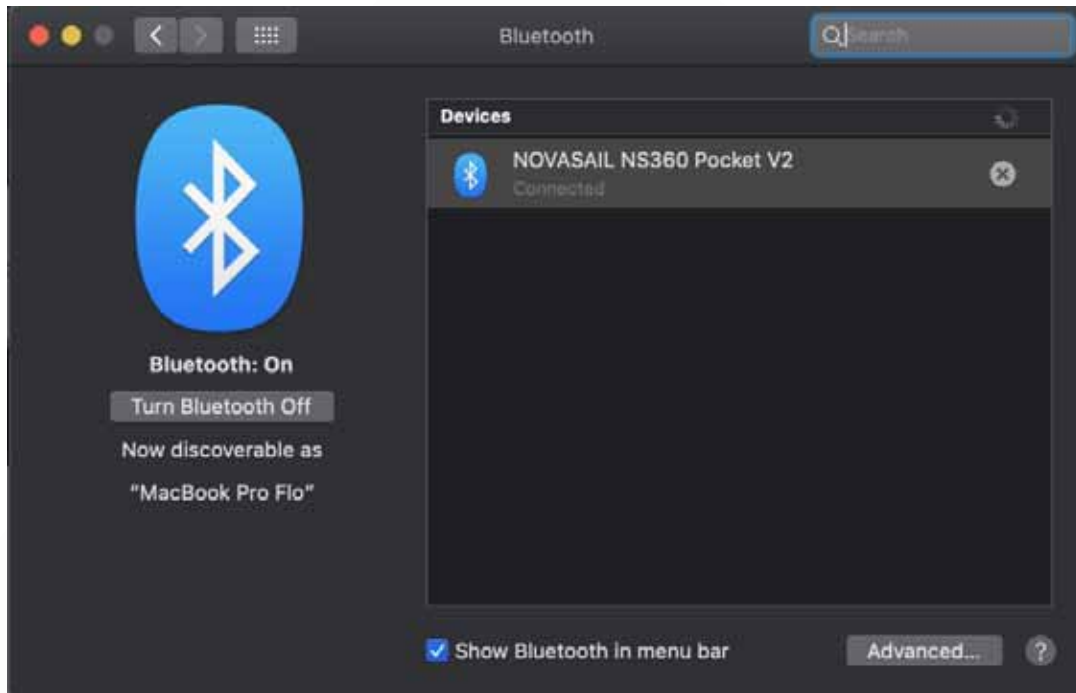 Bluetooth
Search
Devices
NOVASAIL NS360 Pocket V2
Connected
Bluetooth: On
Turn Bluetooth Off
Now discoverable as
“MacBook Pro Flo”
Show Bluetooth in menu bar
Advanced...
?